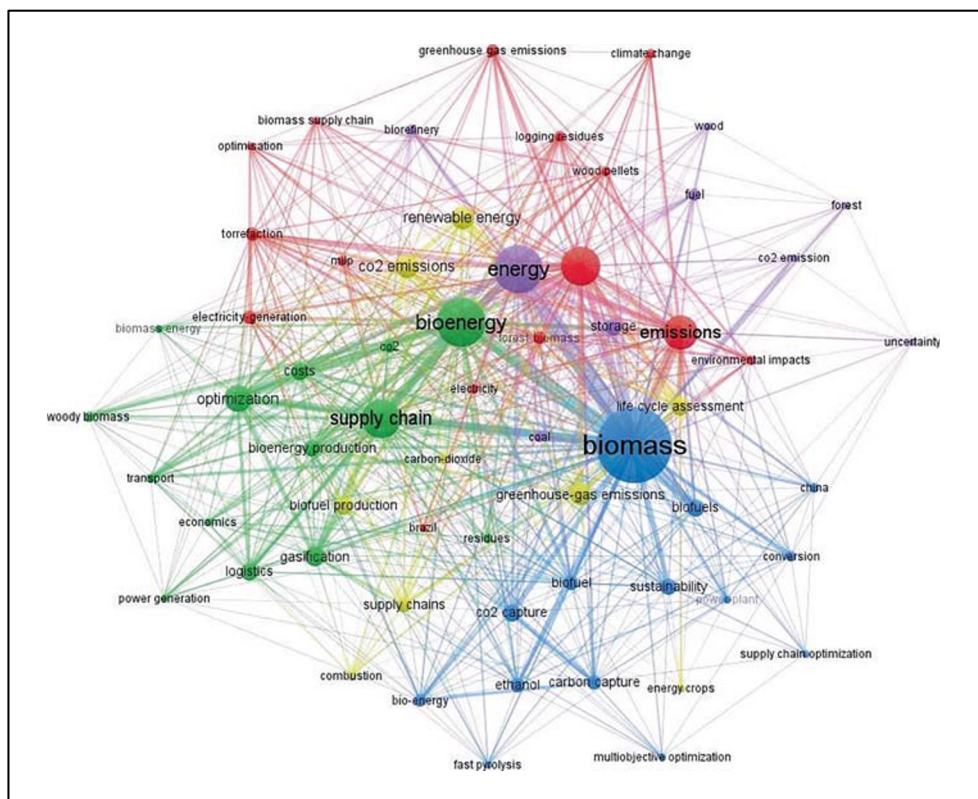 greenhouse gas emissions
climate change
biomass supply chain
biorefinery
wood
logging residues
optimisation
wood pellets
fuel
forest
renewable energy
torrefaction
co2 emission
milp
co2 emissions
energy
electricity-generation
bioenergy
storage
emissions
biomass energy
forest biomass
uncertainty
co2
environmental impacts
costs
electricity
optimization
life cycle assessment
woody biomass
supply chain
coal
biomass
bioenergy production
carbon-dioxide
transport
china
greenhouse-gas emissions
biofuel production
biofuels
economics
brazil
residues
gasification
conversion
logistics
biofuel
sustainability
power generation
power plant
supply chains
co2 capture
supply chain optimization
combustion
ethanol
carbon capture
energy crops
bio-energy
multiobjective optimization
fast pyrolysis